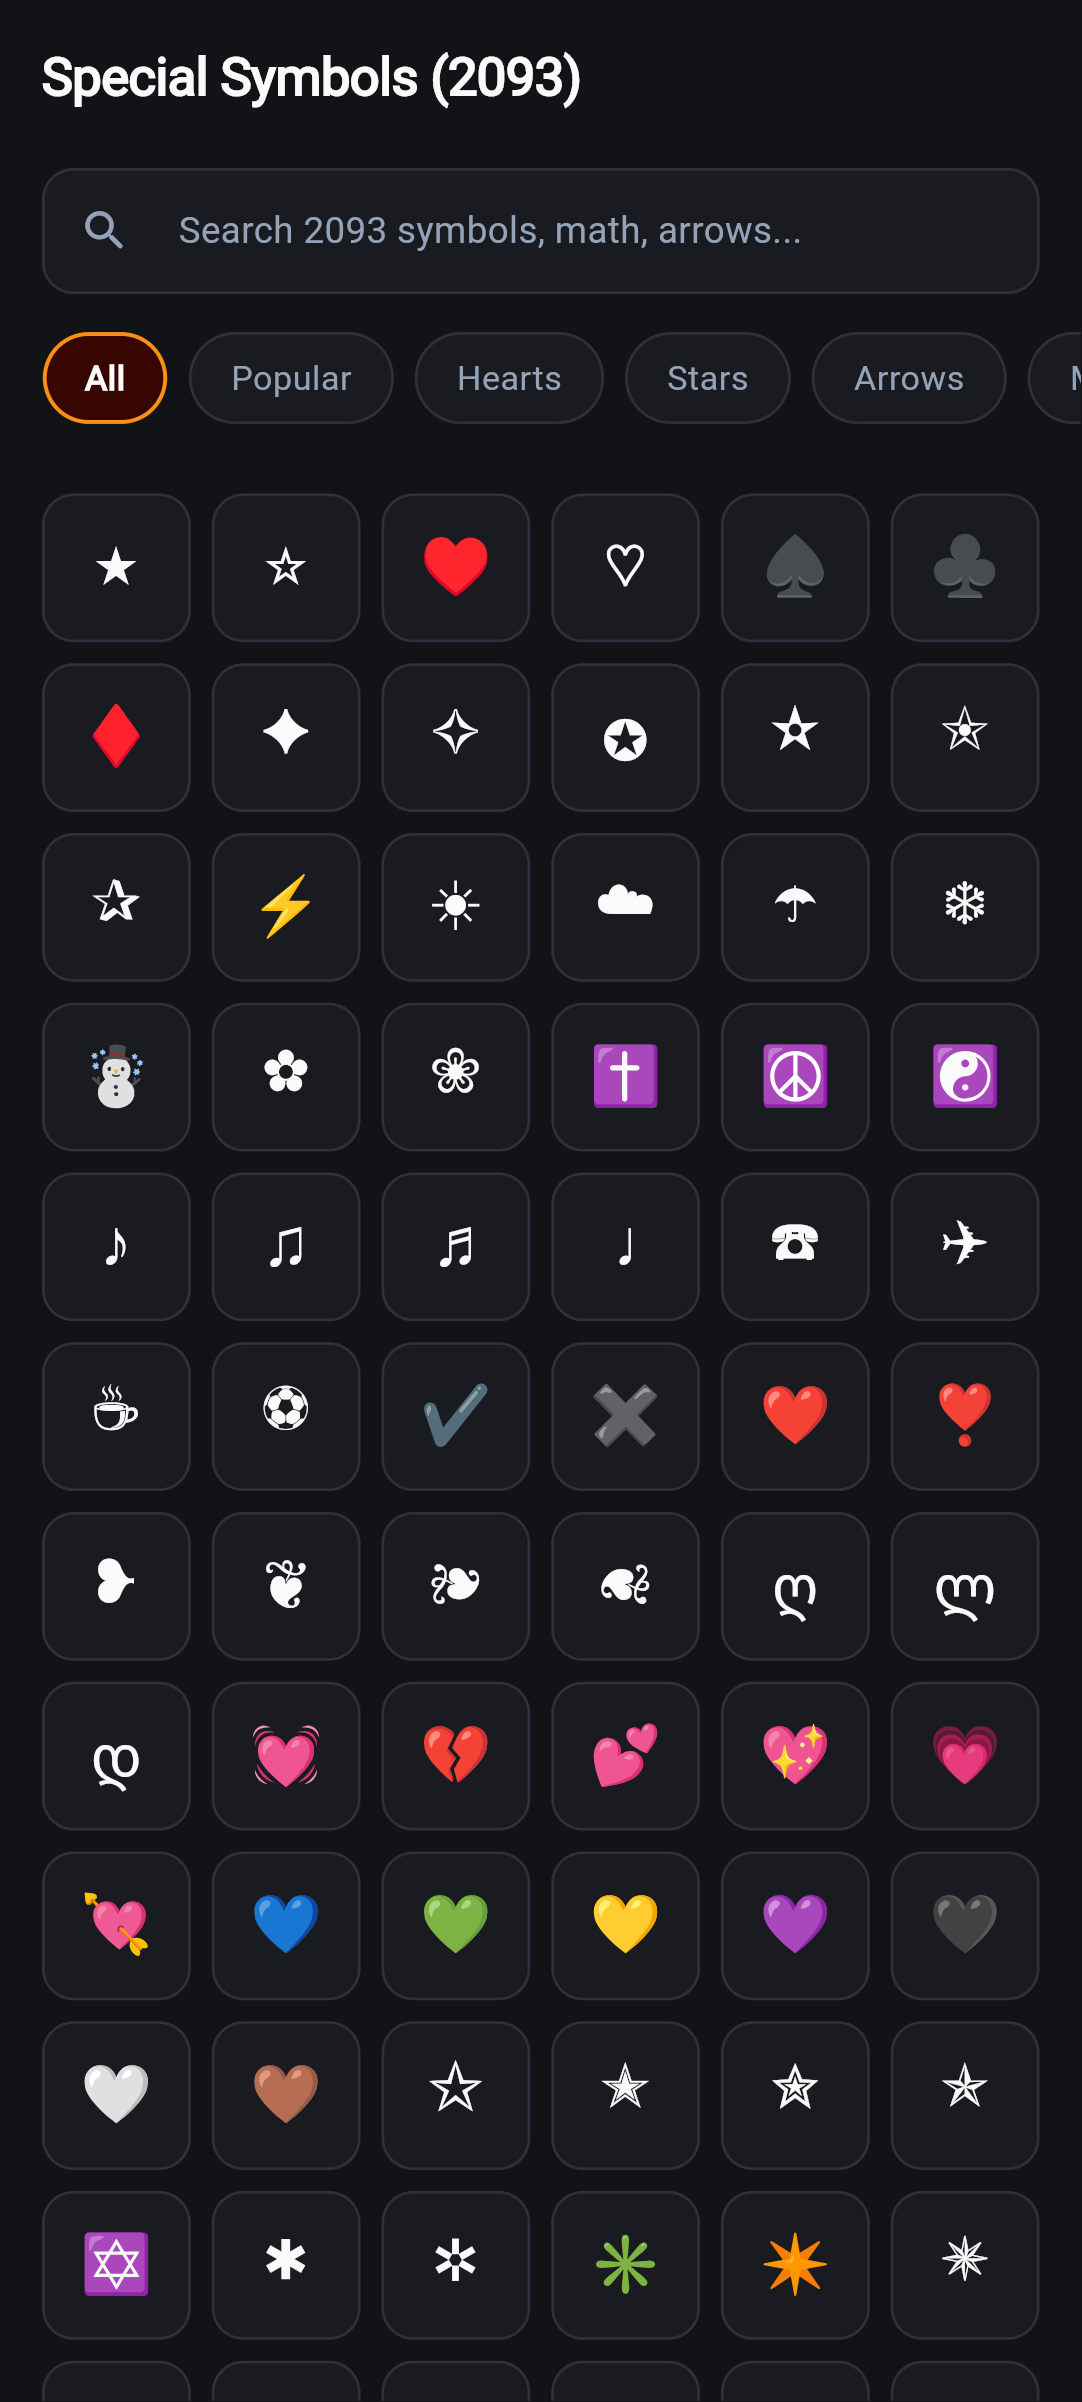 Special Symbols (2093)
Search 2093 symbols, math, arrows...
All Popular Hearts Stars Arrows
★ ☆ ♥️ ♡ ♠️ ♣️
♦️ ✦ ✧ ✪ ✫ ✬
✰ ⚡ ☀ ☁ ☂ ❄
☃️ ✿ ❀ ✝️ ☮️ ☯️
♪ ♫ ♬ ♩ ☎ ✈
☕ ⚽ ✔️ ✖️ ❤️ ❣️
❥ ❦ ❧ ☙ ღ ლ
დ 💓 💔 💕 💖 💗
💘 💙 💚 💛 💜 🖤
🤍 🤎 ⚝ ✭ ✮ ✯
✡️ ✱ ✲ ✳️ ✴️ ✵